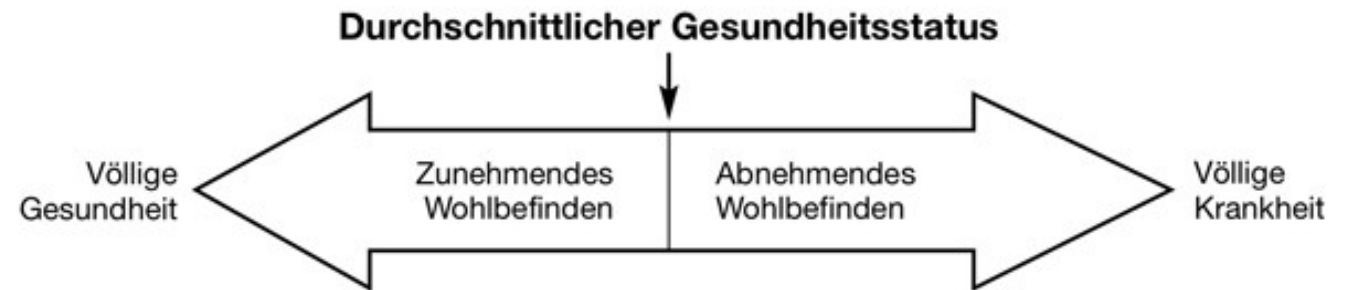 Durchschnittlicher Gesundheitsstatus
Völlige
Gesundheit
Zunehmendes
Wohlbefinden
Abnehmendes
Wohlbefinden
Völlige
Krankheit